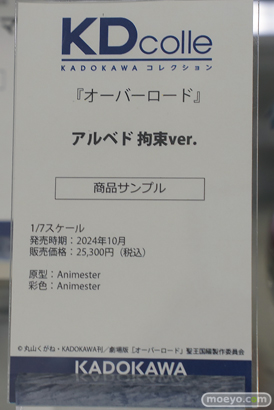 KDcolle
KADOKAWA コレクション
『オーバーロード』
アルベド 拘束ver.
商品サンプル
1/7スケール
発売時期：2024年10月
販売価格：25,300円（税込）
原型：Animester
彩色：Animester
© 丸山くがね・KADOKAWA刊／劇場版「オーバーロード」聖王国編製作委員会
KADOKAWA
moeyo.com